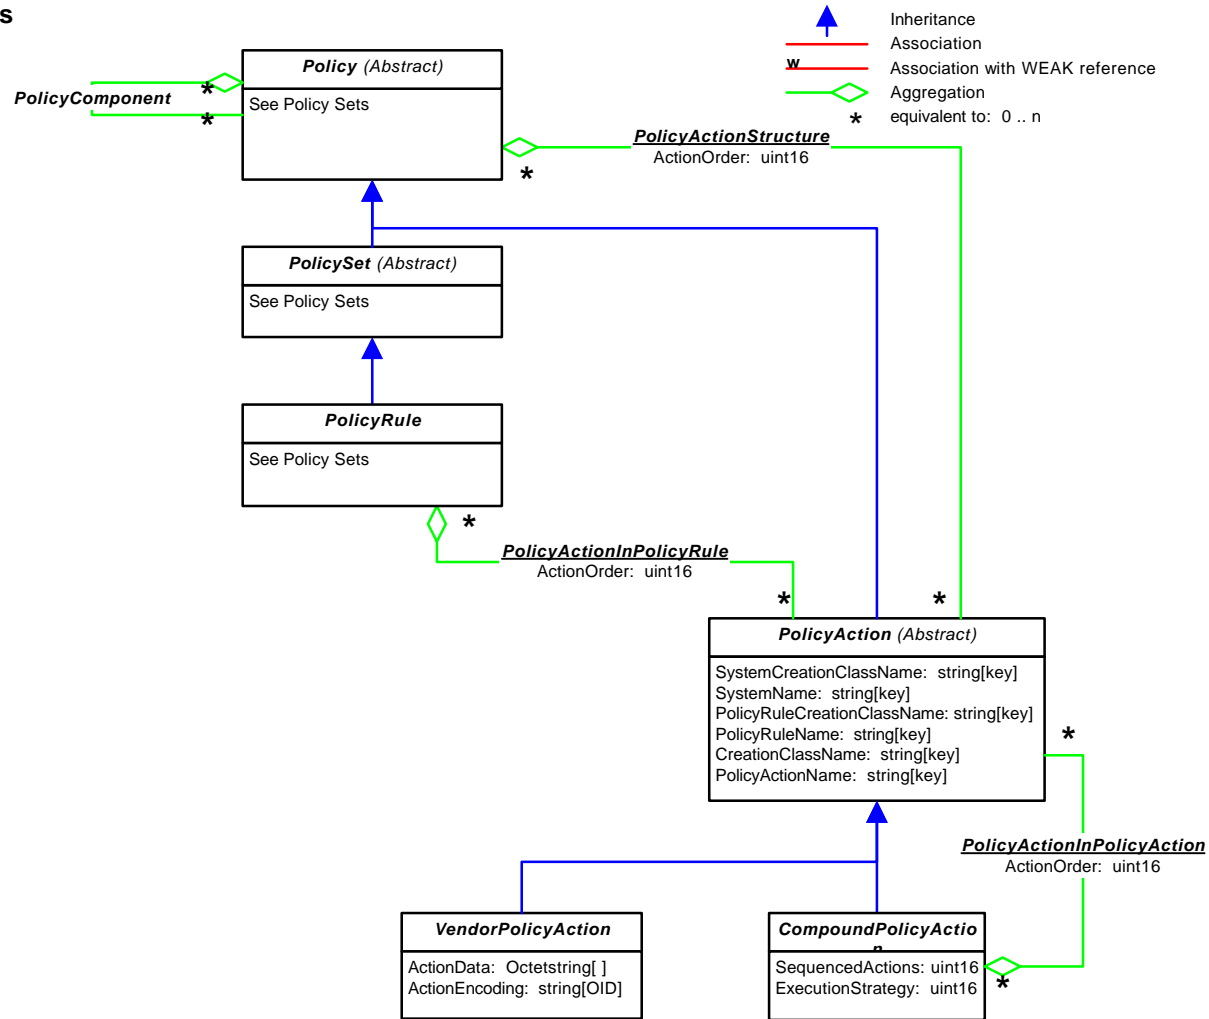 s
Inheritance
Association
w
Association with WEAK reference
Aggregation
* equivalent to: 0 .. n
Policy (Abstract)
See Policy Sets
PolicyComponent
*
*
PolicyActionStructure
ActionOrder: uint16
*
PolicySet (Abstract)
See Policy Sets
PolicyRule
See Policy Sets
*
PolicyActionInPolicyRule
ActionOrder: uint16
*
*
PolicyAction (Abstract)
SystemCreationClassName: string[key]
SystemName: string[key]
PolicyRuleCreationClassName: string[key]
PolicyRuleName: string[key]
CreationClassName: string[key]
PolicyActionName: string[key]
*
PolicyActionInPolicyAction
ActionOrder: uint16
VendorPolicyAction
ActionData: Octetstring[ ]
ActionEncoding: string[OID]
CompoundPolicyActio
n
SequencedActions: uint16
ExecutionStrategy: uint16
*